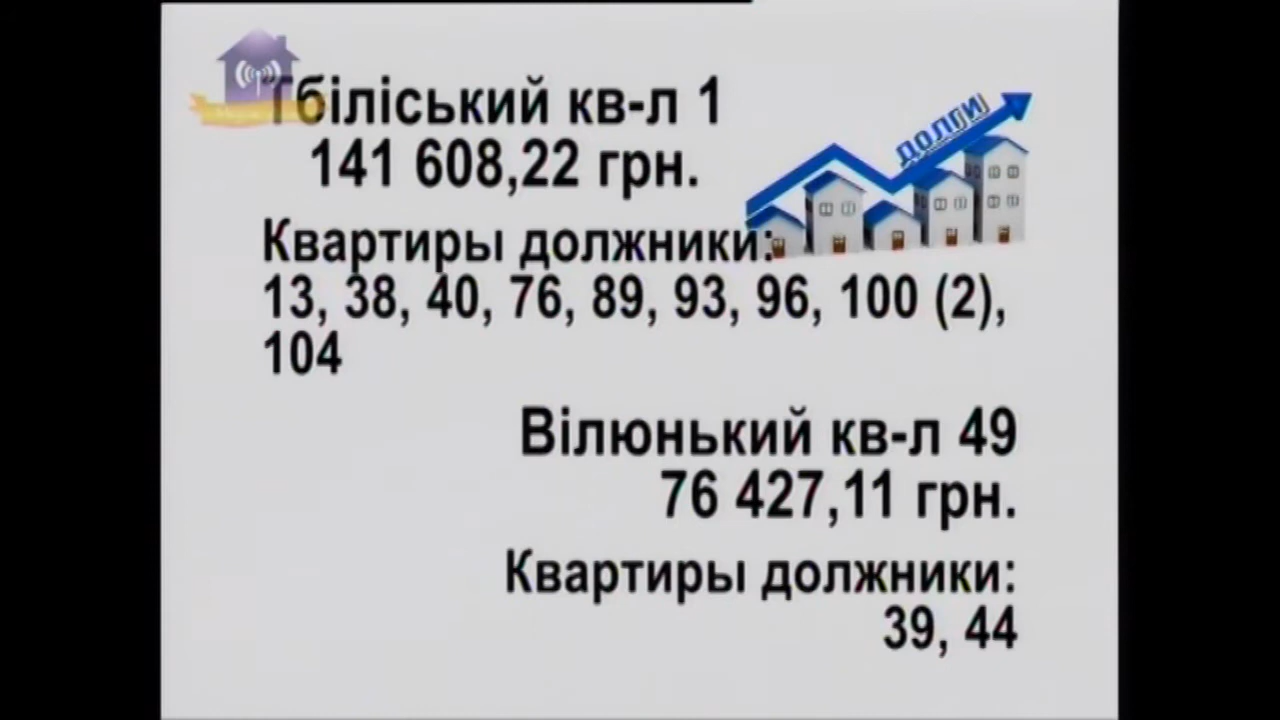 Тбіліський кв-л 1
141 608,22 грн.
ДОЛГИ
Квартиры должники:
13, 38, 40, 76, 89, 93, 96, 100 (2),
104
Вілюнький кв-л 49
76 427,11 грн.
Квартиры должники:
39, 44